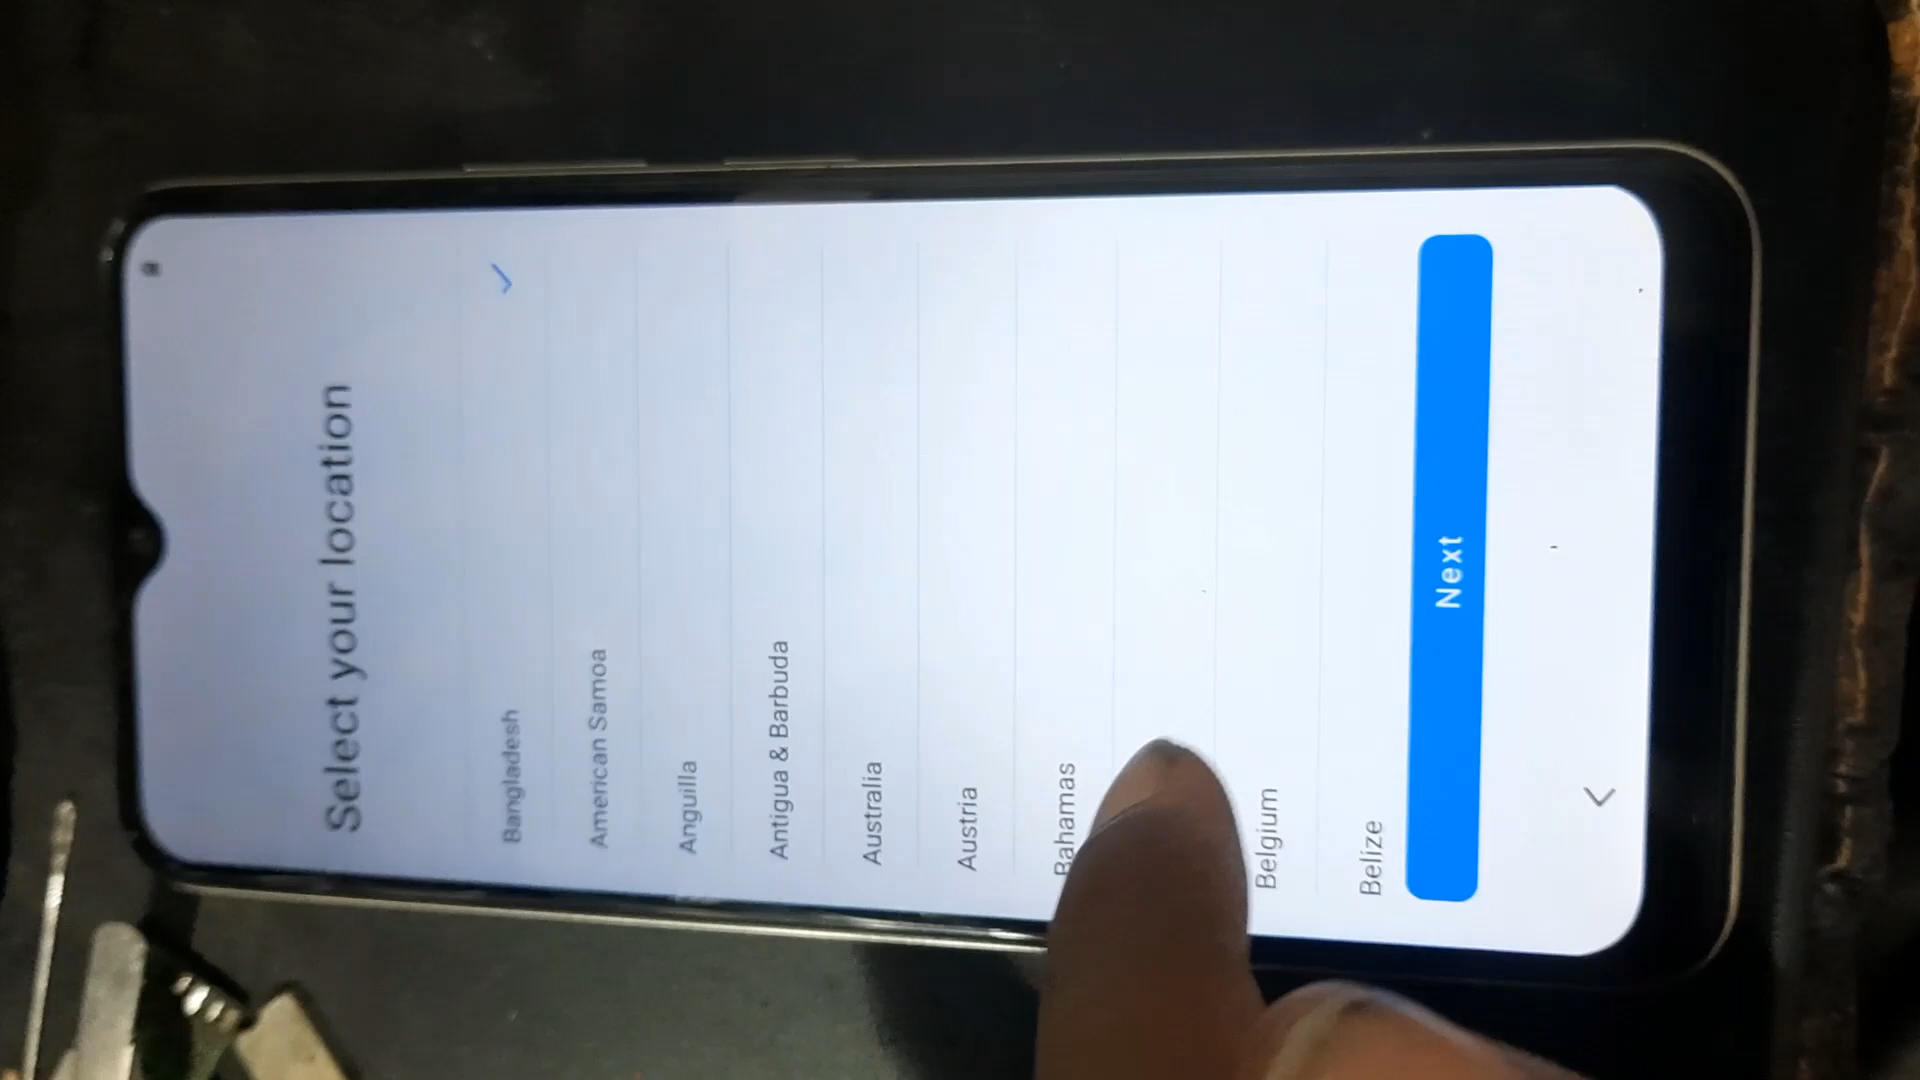 Select your location
Bangladesh
American Samoa
Anguilla
Antigua & Barbuda
Australia
Austria
Bahamas
Belgium
Belize
Next